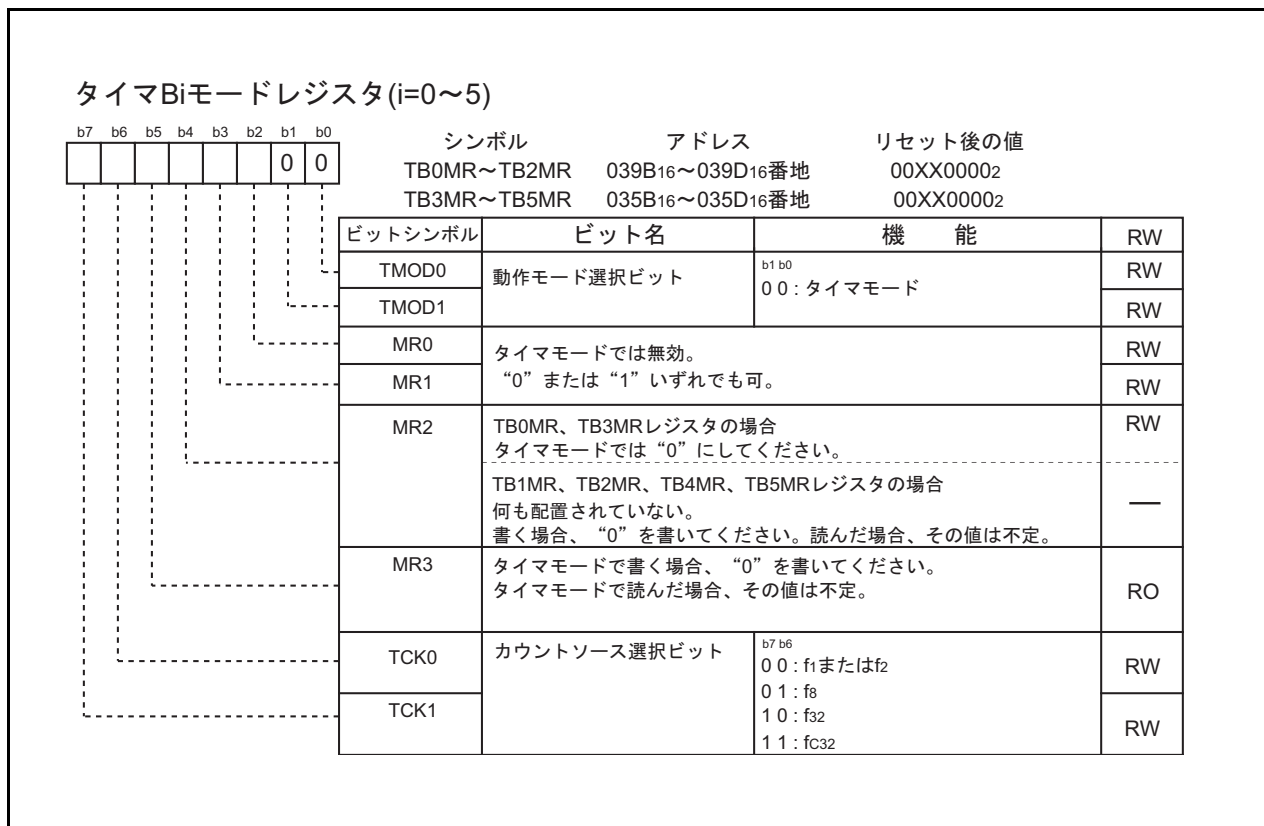 タイマBiモードレジスタ(i=0〜5)
b7 b6 b5 b4 b3 b2 b1 b0
0 0
シンボル アドレス リセット後の値
TB0MR〜TB2MR 039B16〜039D16番地 00XX00002
TB3MR〜TB5MR 035B16〜035D16番地 00XX00002
ビットシンボル ビット名 機 能 RW
TMOD0 動作モード選択ビット b1 b0 RW
0 0 : タイマモード
TMOD1 RW
MR0 タイマモードでは無効。 RW
MR1 “0”または“1”いずれでも可。 RW
MR2 TB0MR、TB3MRレジスタの場合 RW
タイマモードでは“0”にしてください。
TB1MR、TB2MR、TB4MR、TB5MRレジスタの場合
何も配置されていない。 —
書く場合、“0”を書いてください。読んだ場合、その値は不定。
MR3 タイマモードで書く場合、“0”を書いてください。
タイマモードで読んだ場合、その値は不定。 RO
TCK0 カウントソース選択ビット b7 b6 RW
0 0 : f1またはf2
0 1 : f8
TCK1 1 0 : f32 RW
1 1 : fC32